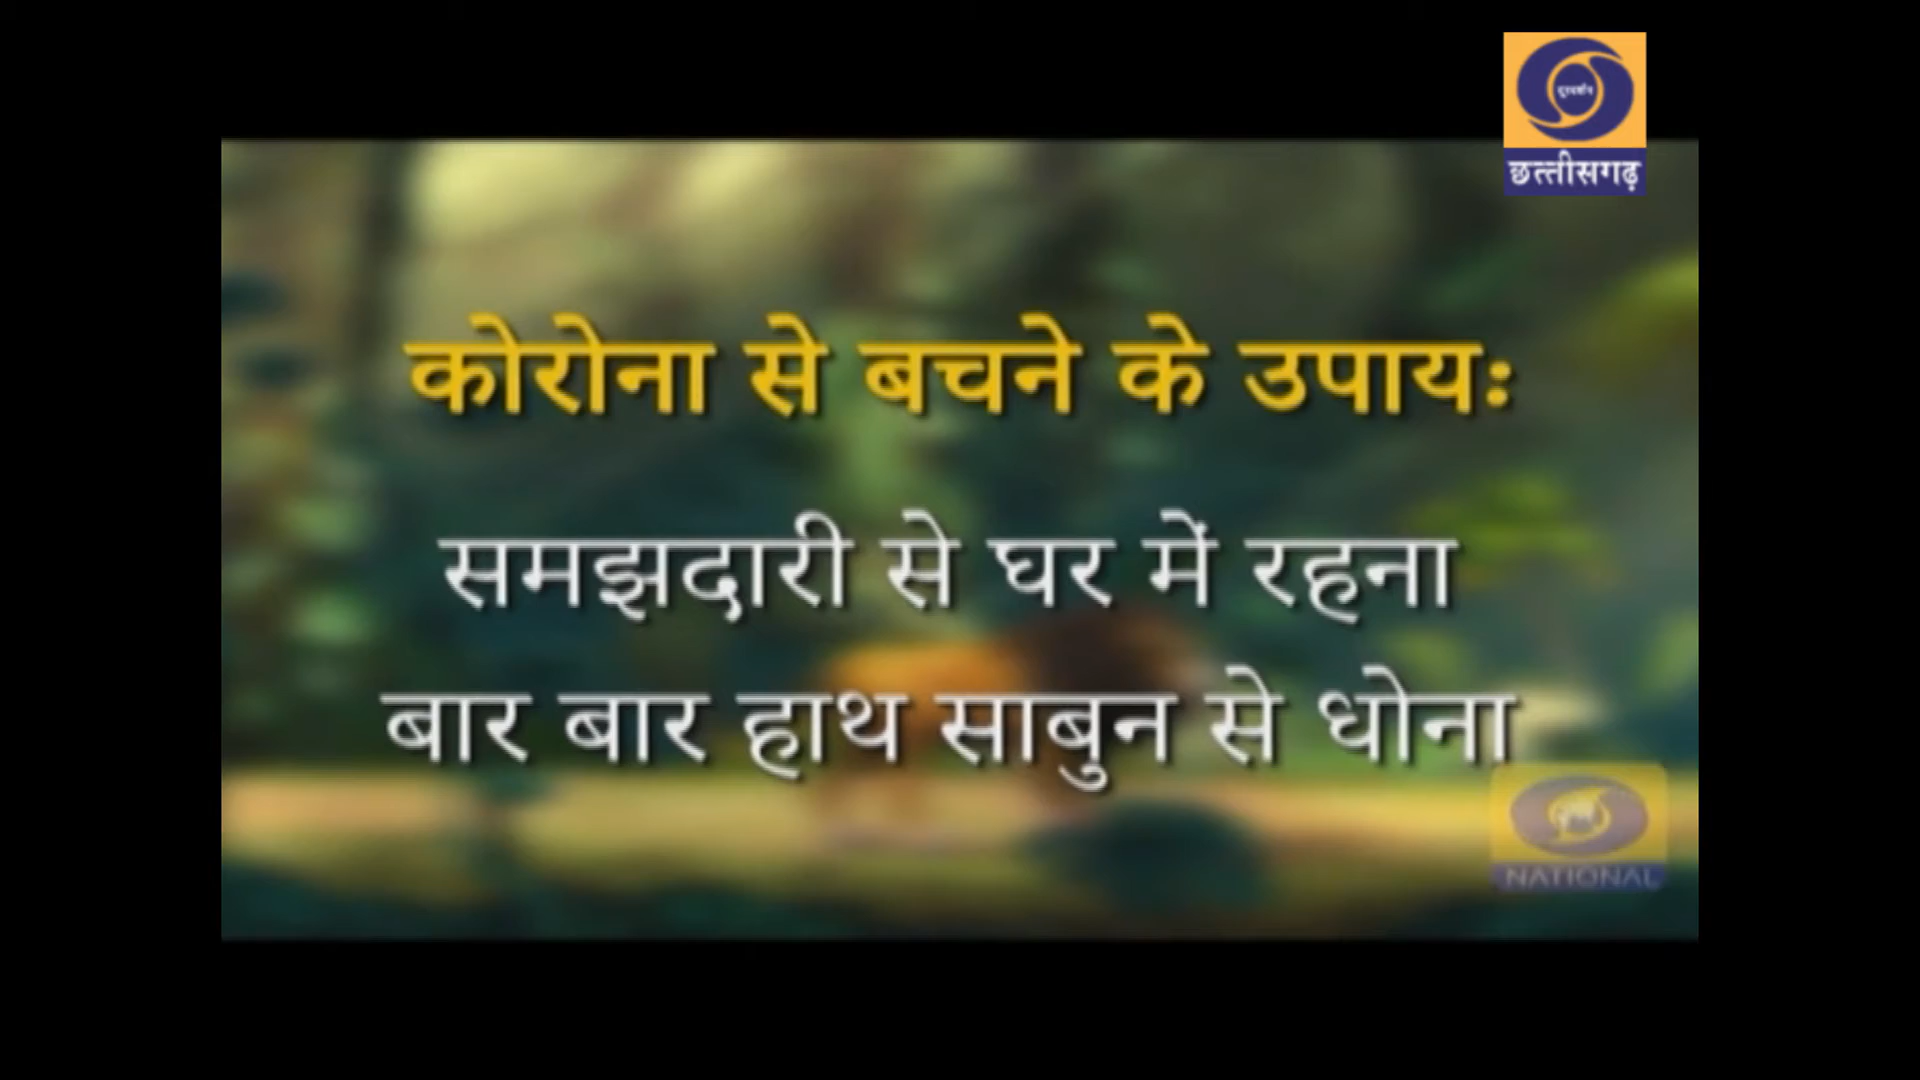 दूरदर्शन
छत्तीसगढ़
कोरोना से बचने के उपायः
समझदारी से घर में रहना
बार बार हाथ साबुन से धोना
NATIONAL